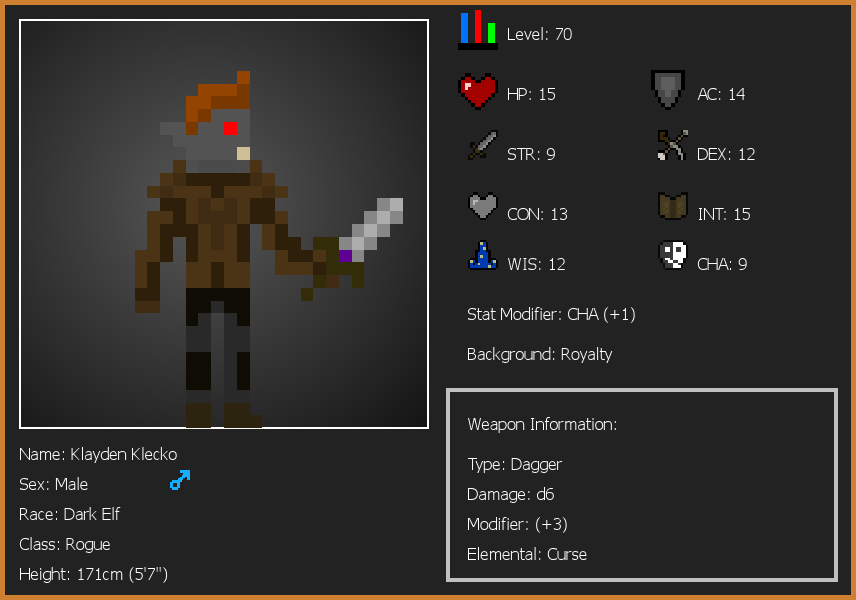 Level: 70
HP: 15
AC: 14
STR: 9
DEX: 12
CON: 13
INT: 15
WIS: 12
CHA: 9
Stat Modifier: CHA (+1)
Background: Royalty
Weapon Information:
Type: Dagger
Damage: d6
Modifier: (+3)
Elemental: Curse
Name: Klayden Klecko
Sex: Male
Race: Dark Elf
Class: Rogue
Height: 171cm (5'7")